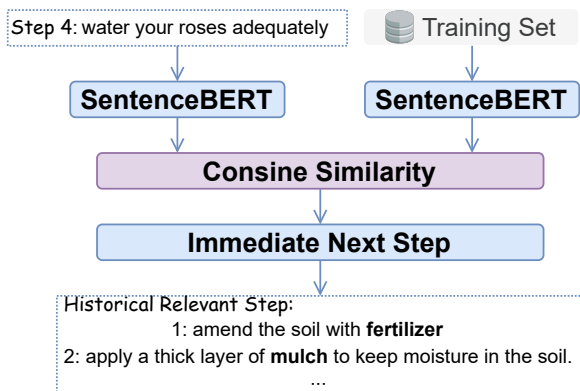 Step 4: water your roses adequately
Training Set
SentenceBERT
SentenceBERT
Consine Similarity
Immediate Next Step
Historical Relevant Step:
1: amend the soil with fertilizer
2: apply a thick layer of mulch to keep moisture in the soil.
...